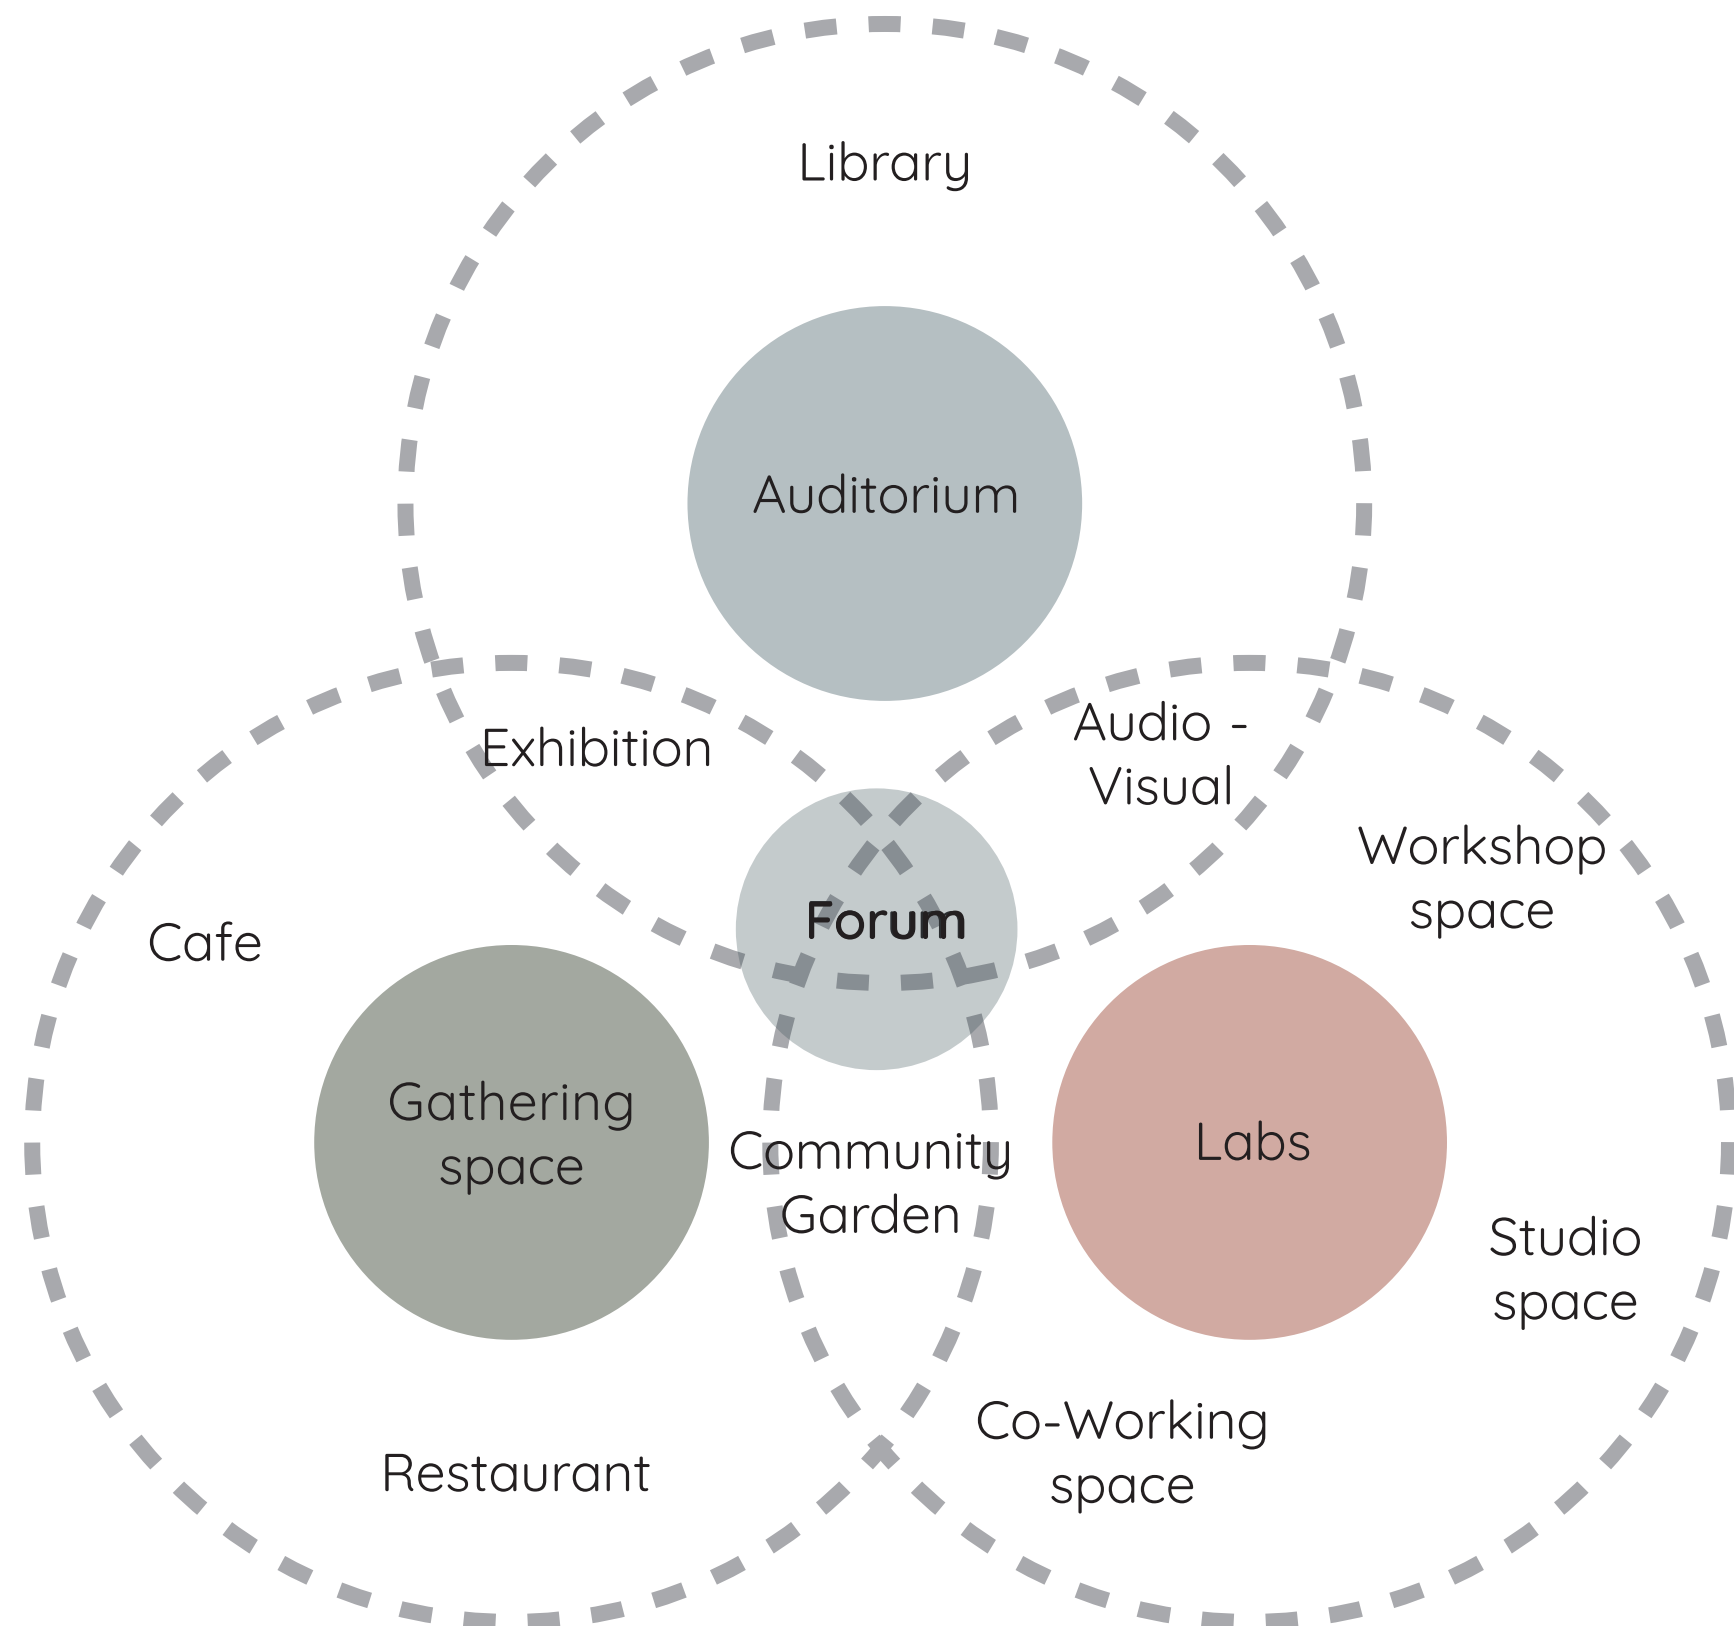 Library
Auditorium
Exhibition
Audio -
Visual
Workshop
space
Cafe
Forum
Gathering
space
Community
Garden
Labs
Studio
space
Co-Working
space
Restaurant